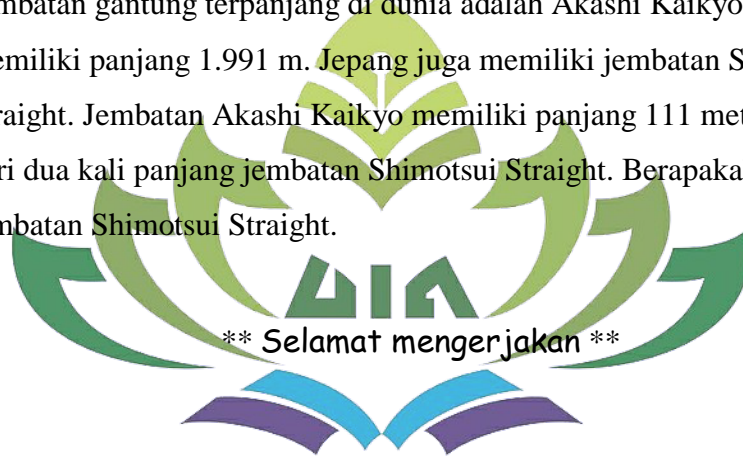 mbatan gantung terpanjang di dunia adalah Akashi Kaikyo
emiliki panjang 1.991 m. Jepang juga memiliki jembatan S
raight. Jembatan Akashi Kaikyo memiliki panjang 111 met
ri dua kali panjang jembatan Shimotsui Straight. Berapaka
mbatan Shimotsui Straight.
UIN
** Selamat mengerjakan **